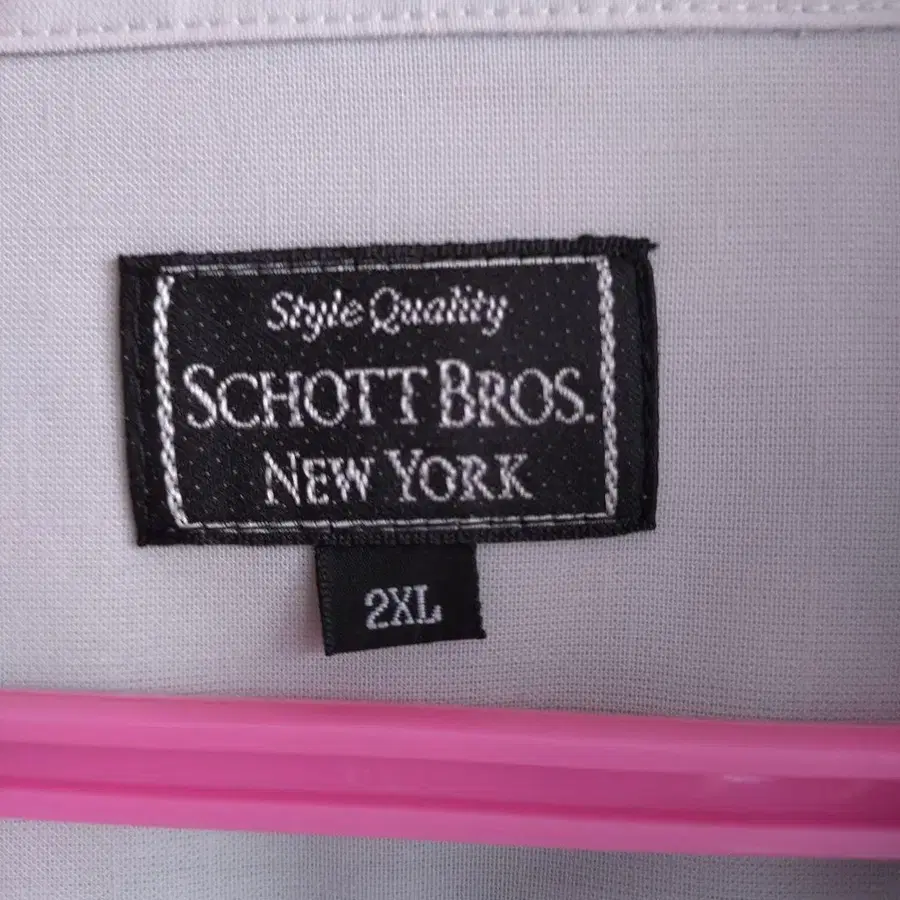 Style Quality
SCHOTT BROS.
NEW YORK
2XL